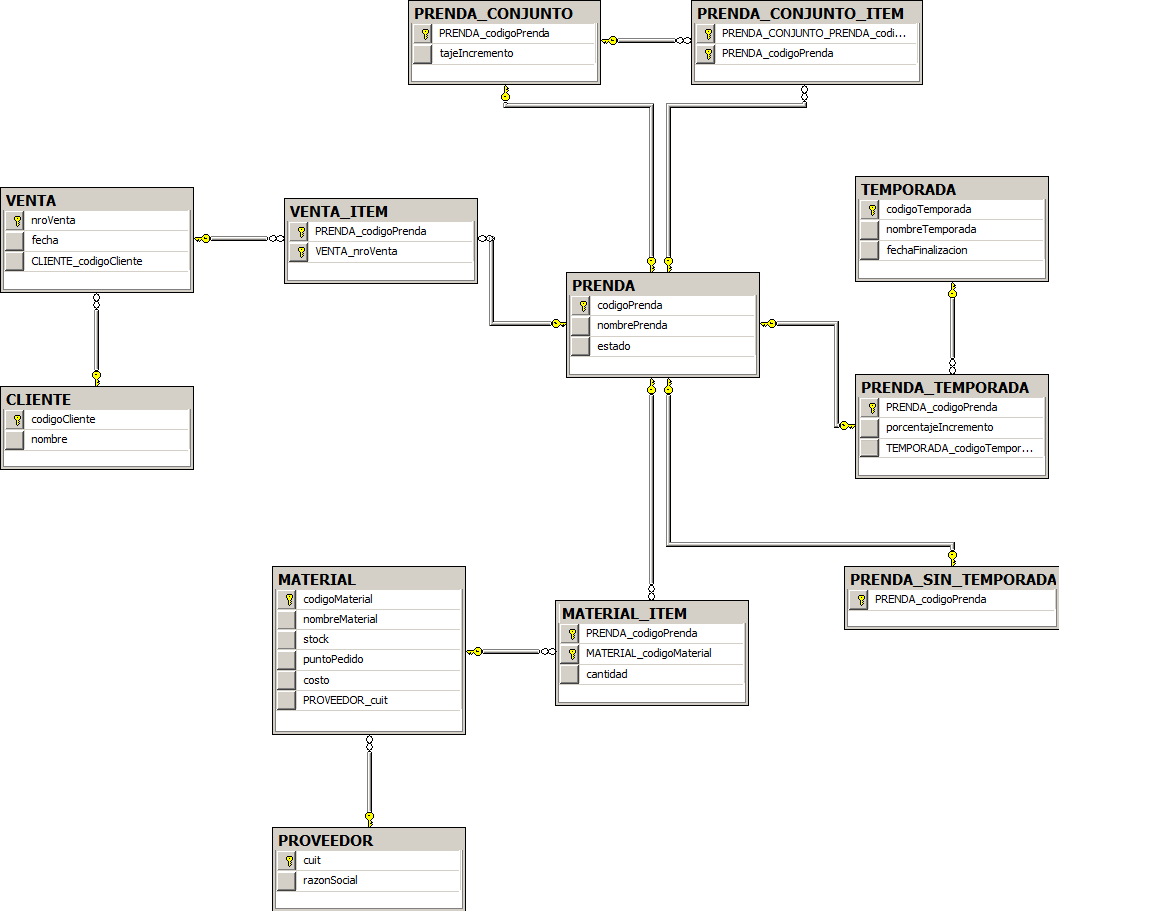 PRENDA_CONJUNTO
PRENDA_codigoPrenda
tajeIncremento
PRENDA_CONJUNTO_ITEM
PRENDA_CONJUNTO_PRENDA_codi...
PRENDA_codigoPrenda
VENTA
nroVenta
fecha
CLIENTE_codigoCliente
VENTA_ITEM
PRENDA_codigoPrenda
VENTA_nroVenta
TEMPORADA
codigoTemporada
nombreTemporada
fechaFinalizacion
PRENDA
codigoPrenda
nombrePrenda
estado
CLIENTE
codigoCliente
nombre
PRENDA_TEMPORADA
PRENDA_codigoPrenda
porcentajeIncremento
TEMPORADA_codigoTempor...
MATERIAL
codigoMaterial
nombreMaterial
stock
puntoPedido
costo
PROVEEDOR_cuit
MATERIAL_ITEM
PRENDA_codigoPrenda
MATERIAL_codigoMaterial
cantidad
PRENDA_SIN_TEMPORADA
PRENDA_codigoPrenda
PROVEEDOR
cuit
razonSocial